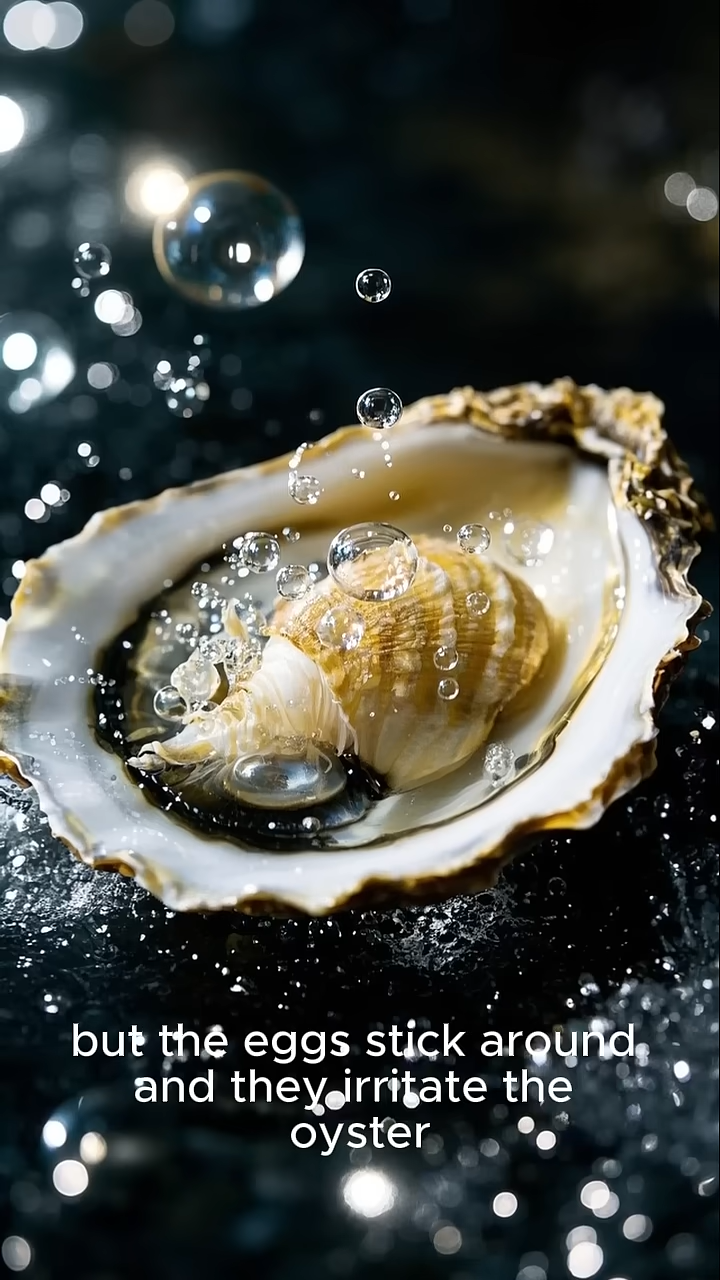 but the eggs stick around
and they irritate the
oyster